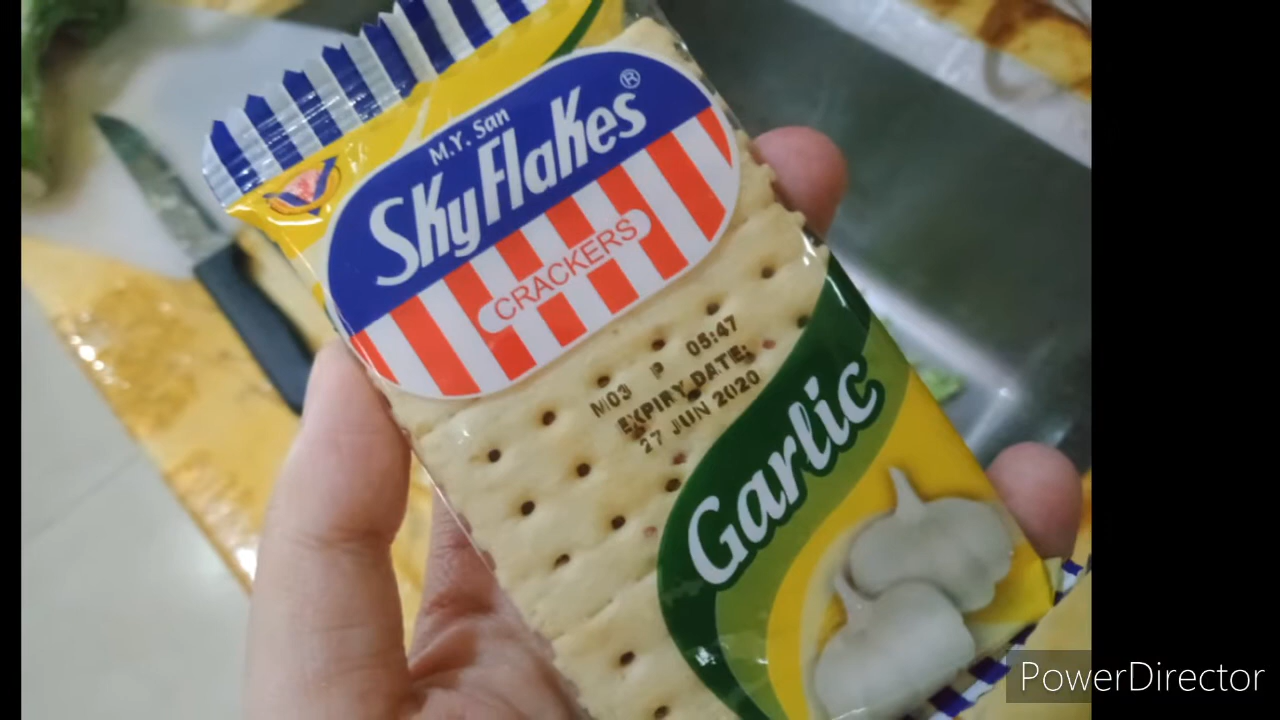 M.Y. San
SkyFlakes®
CRACKERS
M03 P 05:47
EXPIRY DATE:
27 JUN 2020
Garlic
PowerDirector